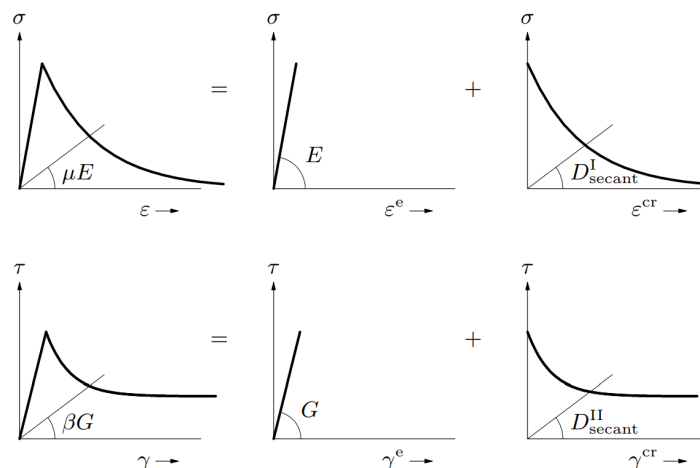 σ σ σ
= +
μE E D^I_secant
ε → ε^e → ε^cr →
τ τ τ
= +
βG G D^II_secant
γ → γ^e → γ^cr →